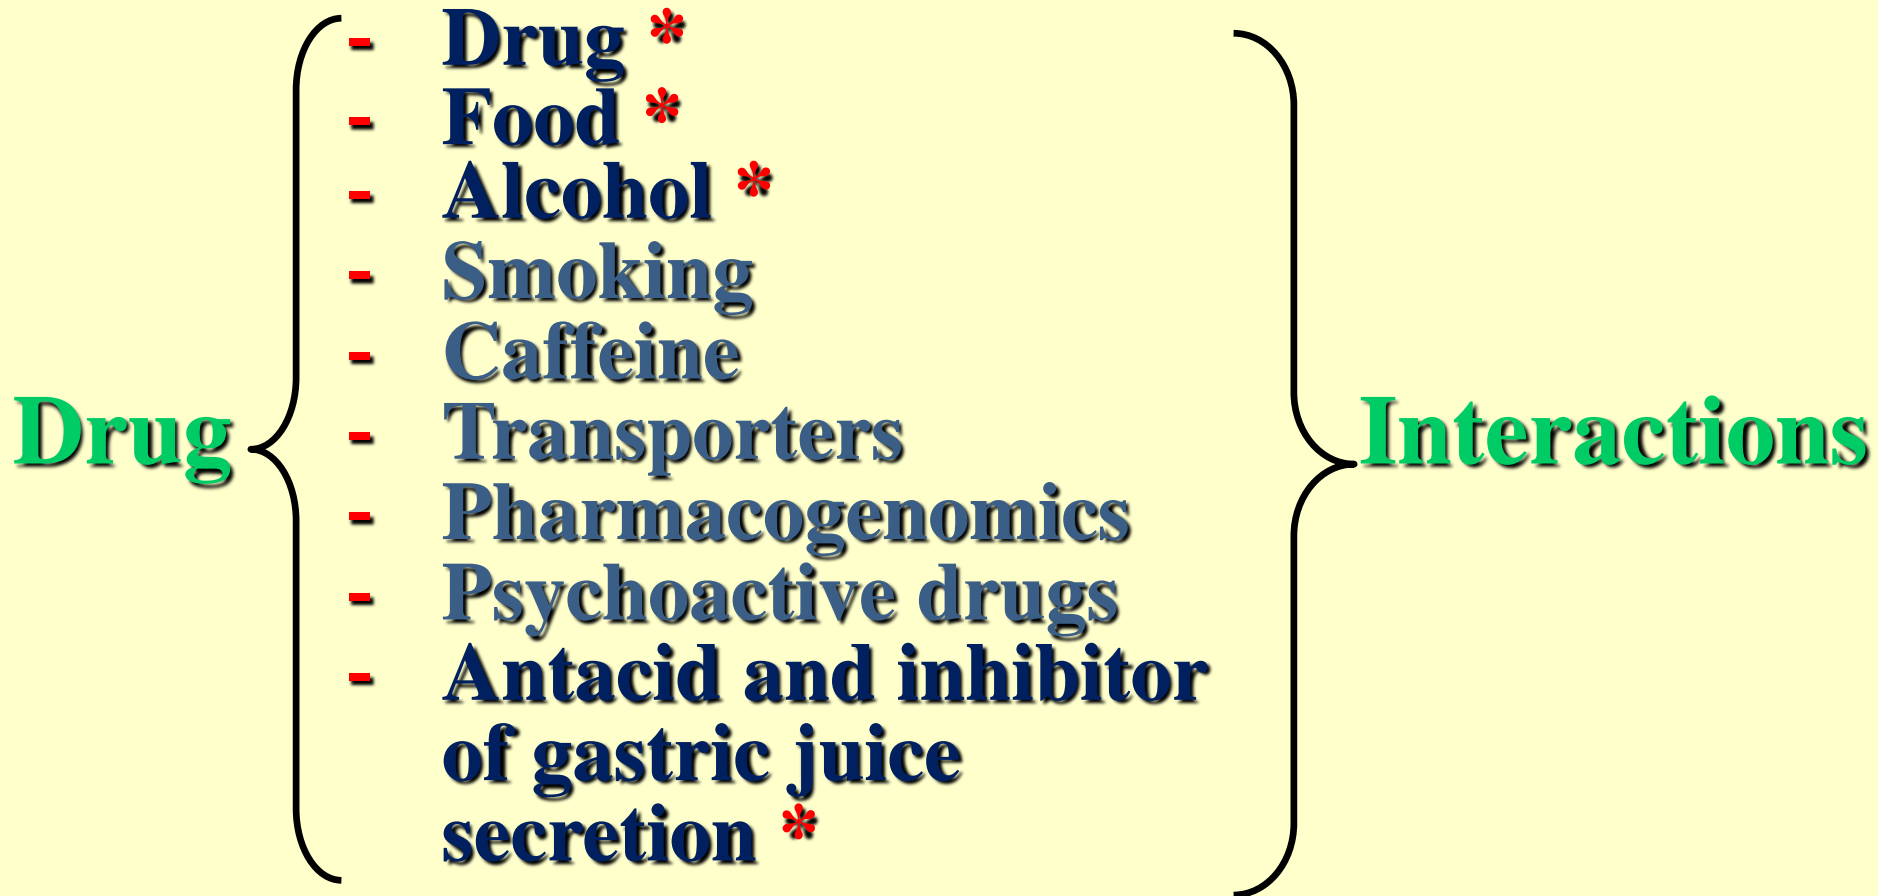 Drug
- Drug *
- Food *
- Alcohol *
- Smoking
- Caffeine
- Transporters
- Pharmacogenomics
- Psychoactive drugs
- Antacid and inhibitor
of gastric juice
secretion *
Interactions